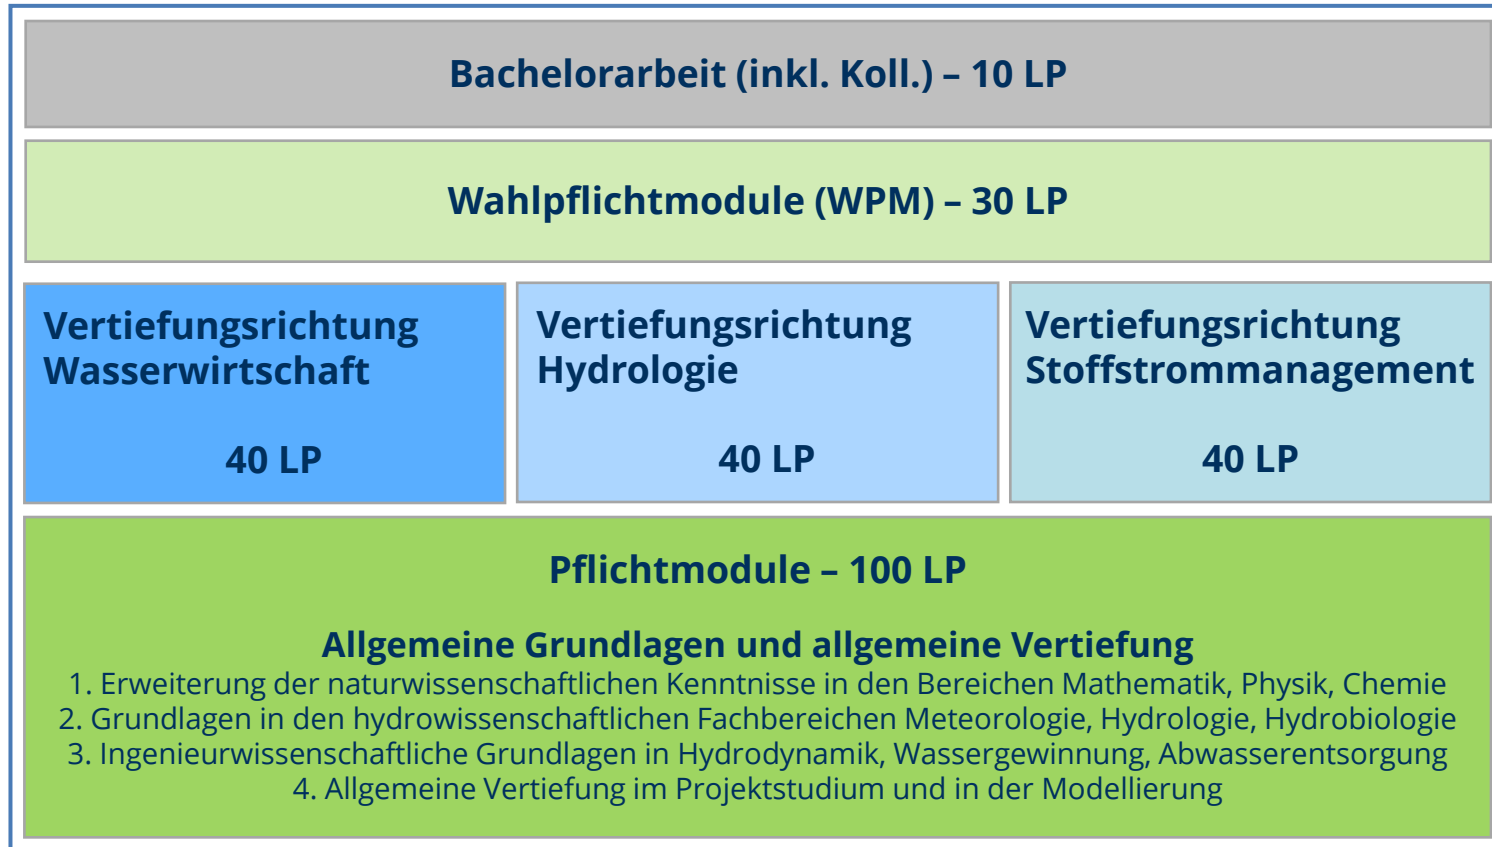 Bachelorarbeit (inkl. Koll.) – 10 LP
Wahlpflichtmodule (WPM) – 30 LP
Vertiefungsrichtung
Wasserwirtschaft
40 LP
Vertiefungsrichtung
Hydrologie
40 LP
Vertiefungsrichtung
Stoffstrommanagement
40 LP
Pflichtmodule – 100 LP
Allgemeine Grundlagen und allgemeine Vertiefung
1. Erweiterung der naturwissenschaftlichen Kenntnisse in den Bereichen Mathematik, Physik, Chemie
2. Grundlagen in den hydrowissenschaftlichen Fachbereichen Meteorologie, Hydrologie, Hydrobiologie
3. Ingenieurwissenschaftliche Grundlagen in Hydrodynamik, Wassergewinnung, Abwasserentsorgung
4. Allgemeine Vertiefung im Projektstudium und in der Modellierung